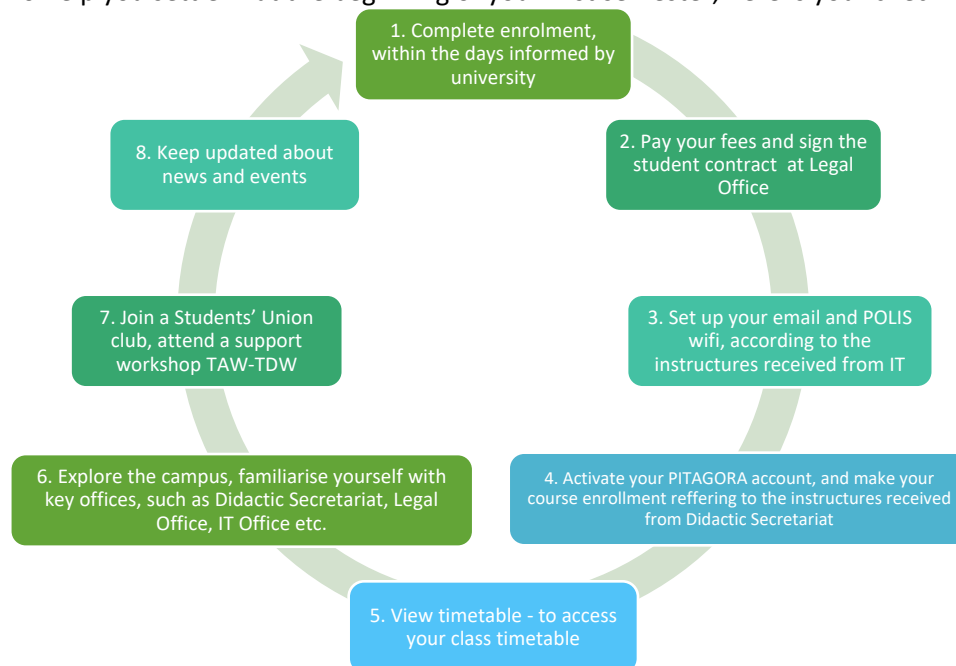 1. Complete enrolment,
within the days informed by
university
2. Pay your fees and sign the
student contract at Legal
Office
3. Set up your email and POLIS
wifi, according to the
instructures received from IT
4. Activate your PITAGORA account, and make your
course enrollment reffering to the instructures received
from Didactic Secretariat
5. View timetable - to access
your class timetable
6. Explore the campus, familiarise yourself with
key offices, such as Didactic Secretariat, Legal
Office, IT Office etc.
7. Join a Students’ Union
club, attend a support
workshop TAW-TDW
8. Keep updated about
news and events